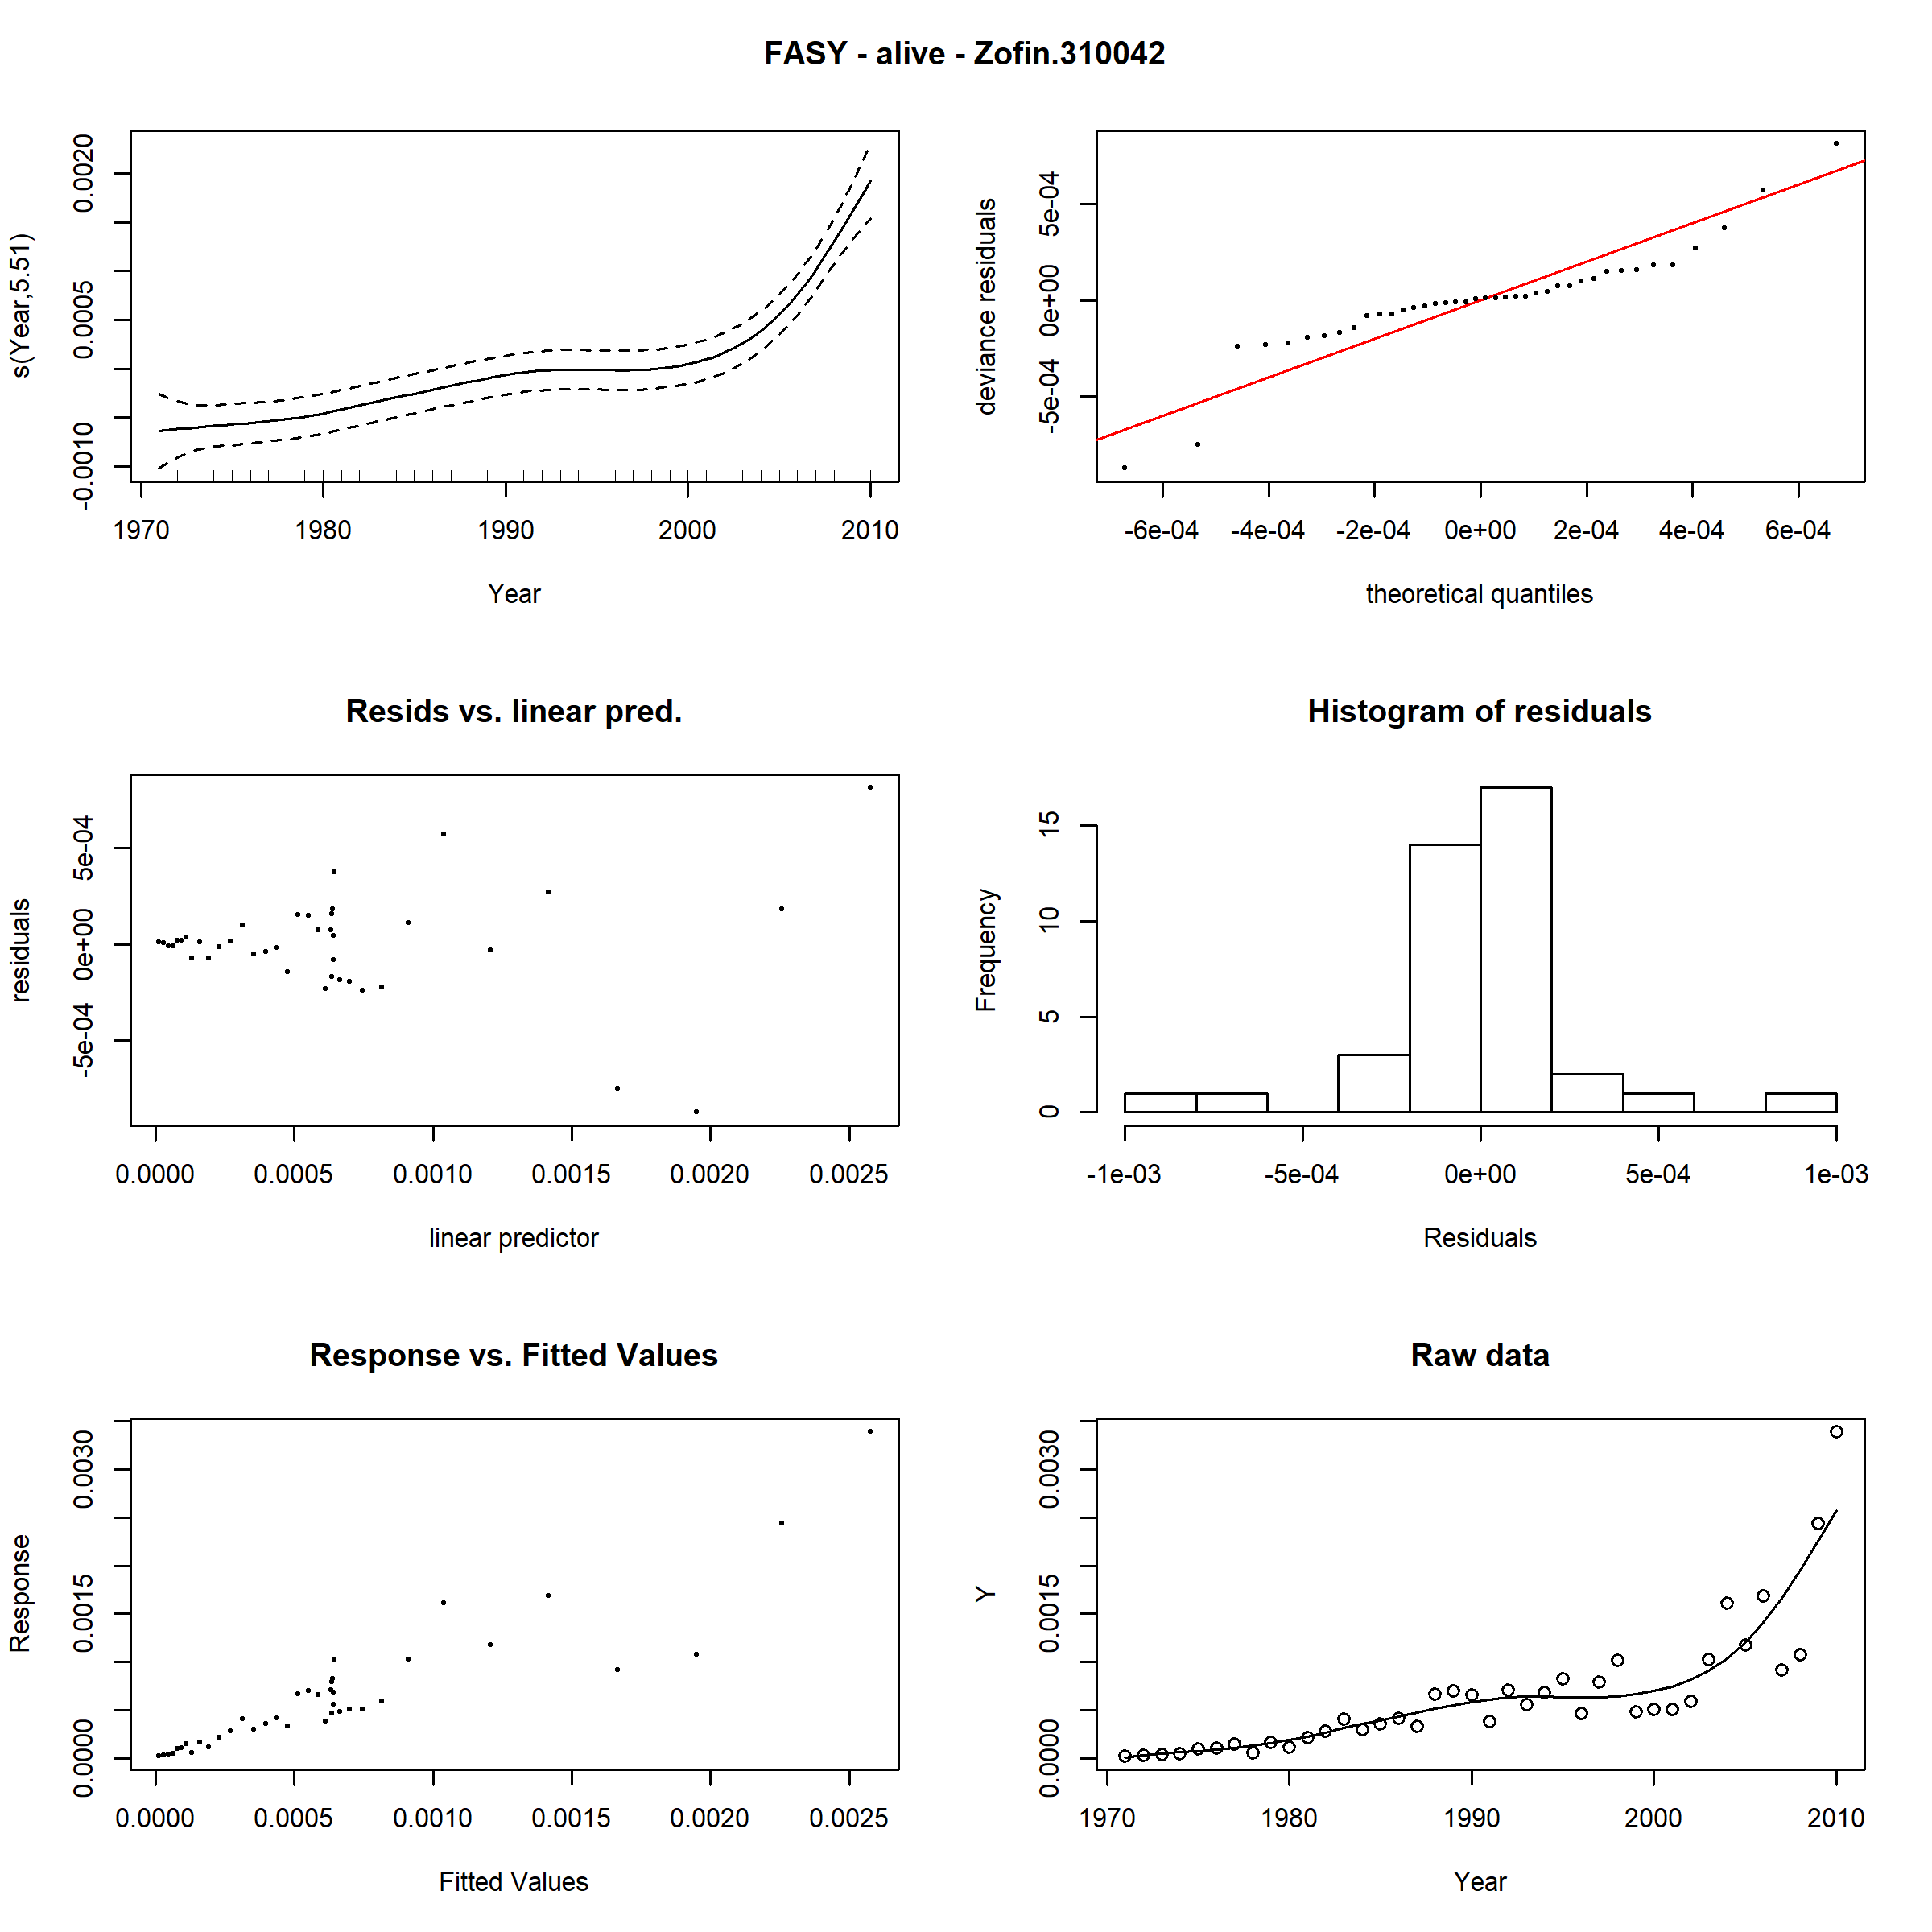 FASY - alive - Zofin.310042
s(Year,5.51)
-0.0010 0.0005 0.0020
1970 1980 1990 2000 2010
Year
deviance residuals
-5e-04 0e+00 5e-04
-6e-04 -4e-04 -2e-04 0e+00 2e-04 4e-04 6e-04
theoretical quantiles
Resids vs. linear pred.
residuals
-5e-04 0e+00 5e-04
0.0000 0.0005 0.0010 0.0015 0.0020 0.0025
linear predictor
Histogram of residuals
Frequency
0 5 10 15
-1e-03 -5e-04 0e+00 5e-04 1e-03
Residuals
Response vs. Fitted Values
Response
0.0000 0.0015 0.0030
0.0000 0.0005 0.0010 0.0015 0.0020 0.0025
Fitted Values
Raw data
Y
0.0000 0.0015 0.0030
1970 1980 1990 2000 2010
Year